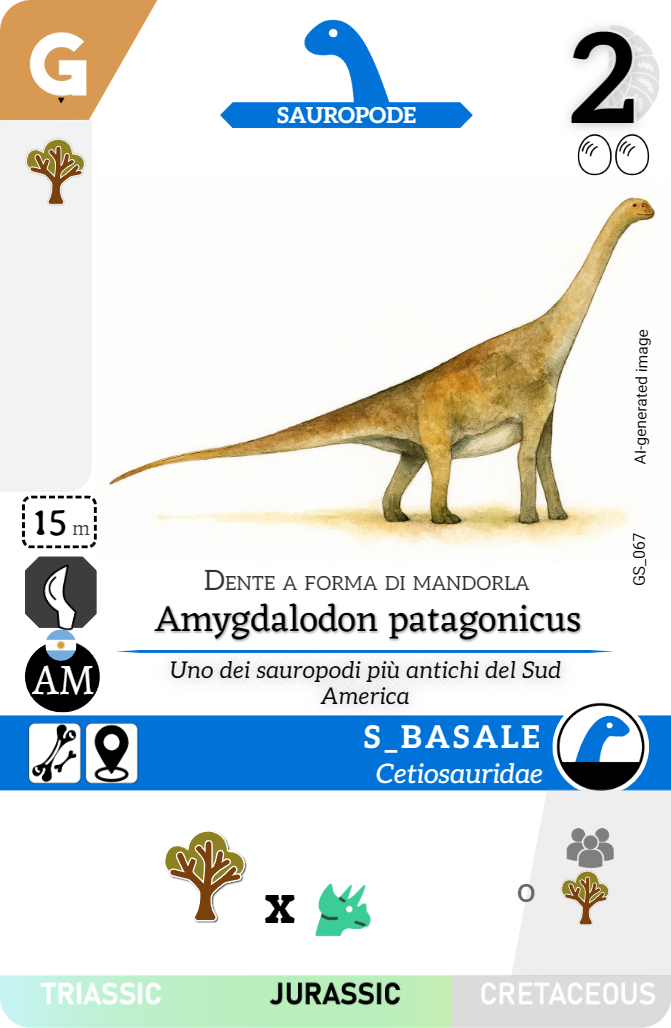 G
SAUROPODE
2
AI-generated image
15 m
GS_067
DENTE A FORMA DI MANDORLA
Amygdalodon patagonicus
AM
Uno dei sauropodi più antichi del Sud
America
S_BASALE
Cetiosauridae
x
o
TRIASSIC JURASSIC CRETACEOUS